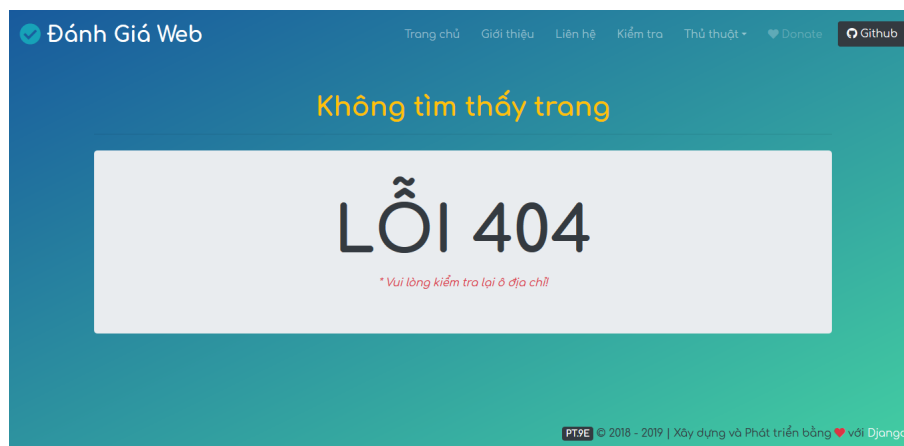 Đánh Giá Web
Trang chủ Giới thiệu Liên hệ Kiểm tra Thủ thuật Donate Github
Không tìm thấy trang
LỖI 404
* Vui lòng kiểm tra lại ô địa chỉ!
PT.9E © 2018 - 2019 | Xây dựng và Phát triển bằng ❤ với Django